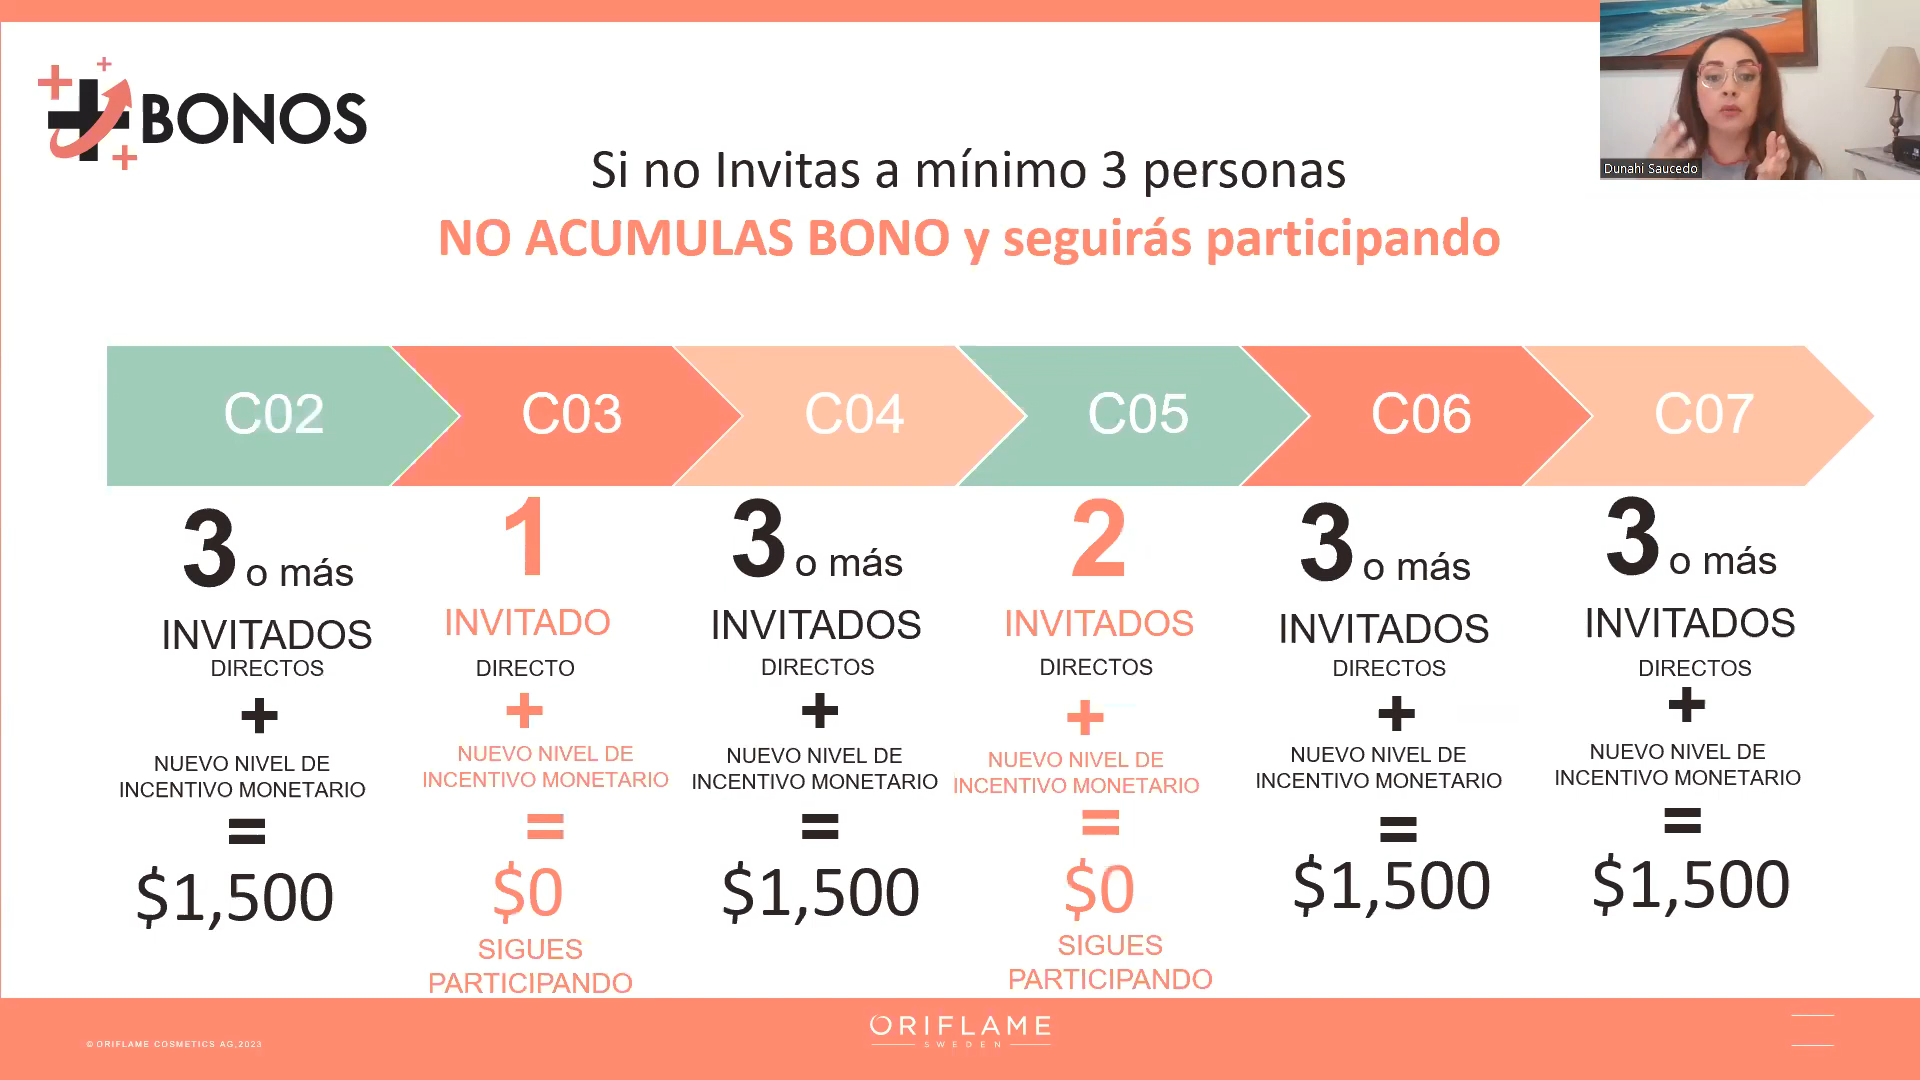 BONOS
Dunahi Saucedo
Si no Invitas a mínimo 3 personas
NO ACUMULAS BONO y seguirás participando
C02
C03
C04
C05
C06
C07
3 o más
INVITADOS
DIRECTOS
+
NUEVO NIVEL DE
INCENTIVO MONETARIO
=
$1,500
1
INVITADO
DIRECTO
+
NUEVO NIVEL DE
INCENTIVO MONETARIO
=
$0
SIGUES
PARTICIPANDO
3 o más
INVITADOS
DIRECTOS
+
NUEVO NIVEL DE
INCENTIVO MONETARIO
=
$1,500
2
INVITADOS
DIRECTOS
+
NUEVO NIVEL DE
INCENTIVO MONETARIO
=
$0
SIGUES
PARTICIPANDO
3 o más
INVITADOS
DIRECTOS
+
NUEVO NIVEL DE
INCENTIVO MONETARIO
=
$1,500
3 o más
INVITADOS
DIRECTOS
+
NUEVO NIVEL DE
INCENTIVO MONETARIO
=
$1,500
© ORIFLAME COSMETICS AG,2023
ORIFLAME
SWEDEN